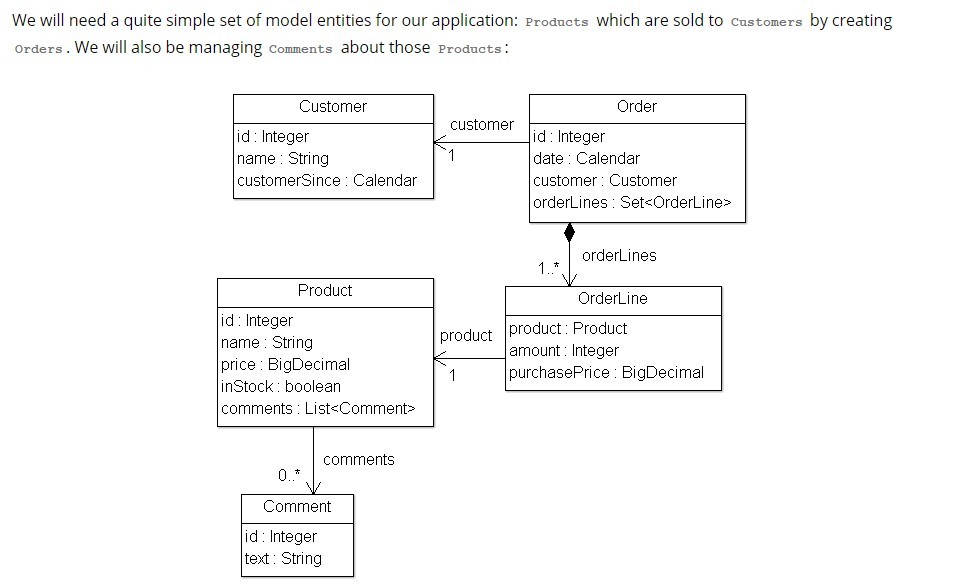 We will need a quite simple set of model entities for our application: Products which are sold to Customers by creating
Orders. We will also be managing Comments about those Products:
Customer
id : Integer
name : String
customerSince : Calendar
customer
1
Order
id : Integer
date : Calendar
customer : Customer
orderLines : Set<OrderLine>
orderLines
1..*
Product
id : Integer
name : String
price : BigDecimal
inStock : boolean
comments : List<Comment>
product
1
OrderLine
product : Product
amount : Integer
purchasePrice : BigDecimal
comments
0..*
Comment
id : Integer
text : String